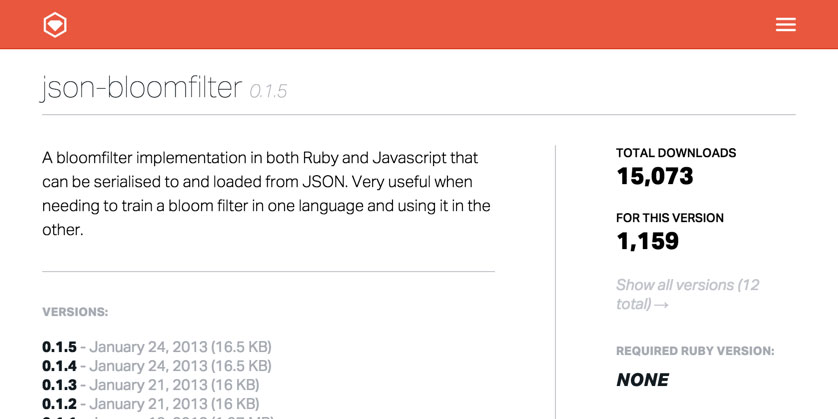 json-bloomfilter 0.1.5
A bloomfilter implementation in both Ruby and Javascript that
can be serialised to and loaded from JSON. Very useful when
needing to train a bloom filter in one language and using it in the
other.
VERSIONS:
0.1.5 - January 24, 2013 (16.5 KB)
0.1.4 - January 24, 2013 (16.5 KB)
0.1.3 - January 21, 2013 (16 KB)
0.1.2 - January 21, 2013 (16 KB)
TOTAL DOWNLOADS
15,073
FOR THIS VERSION
1,159
Show all versions (12
total) →
REQUIRED RUBY VERSION:
NONE